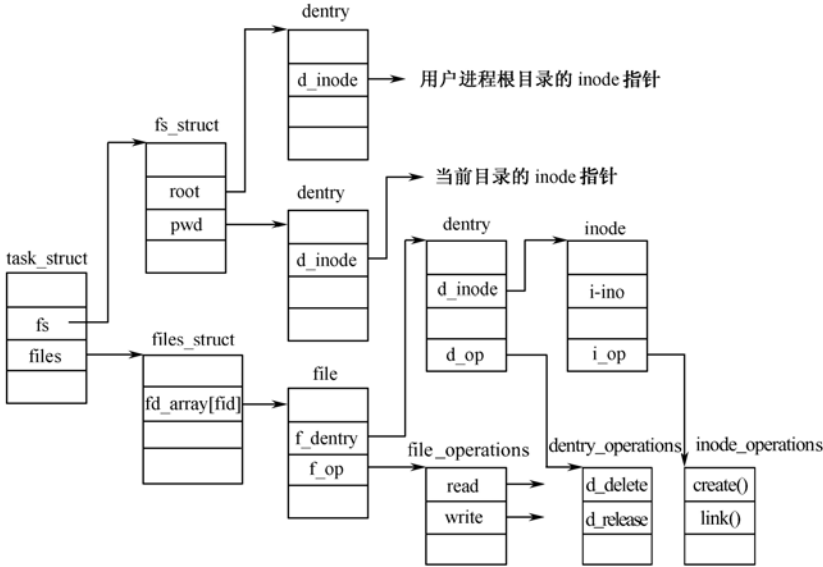 dentry
d_inode
用户进程根目录的 inode 指针
fs_struct
root
pwd
dentry
d_inode
当前目录的 inode 指针
task_struct
fs
files
files_struct
fd_array[fid]
file
f_dentry
f_op
dentry
d_inode
d_op
inode
i-ino
i_op
file_operations
read
write
dentry_operations
d_delete
d_release
inode_operations
create()
link()